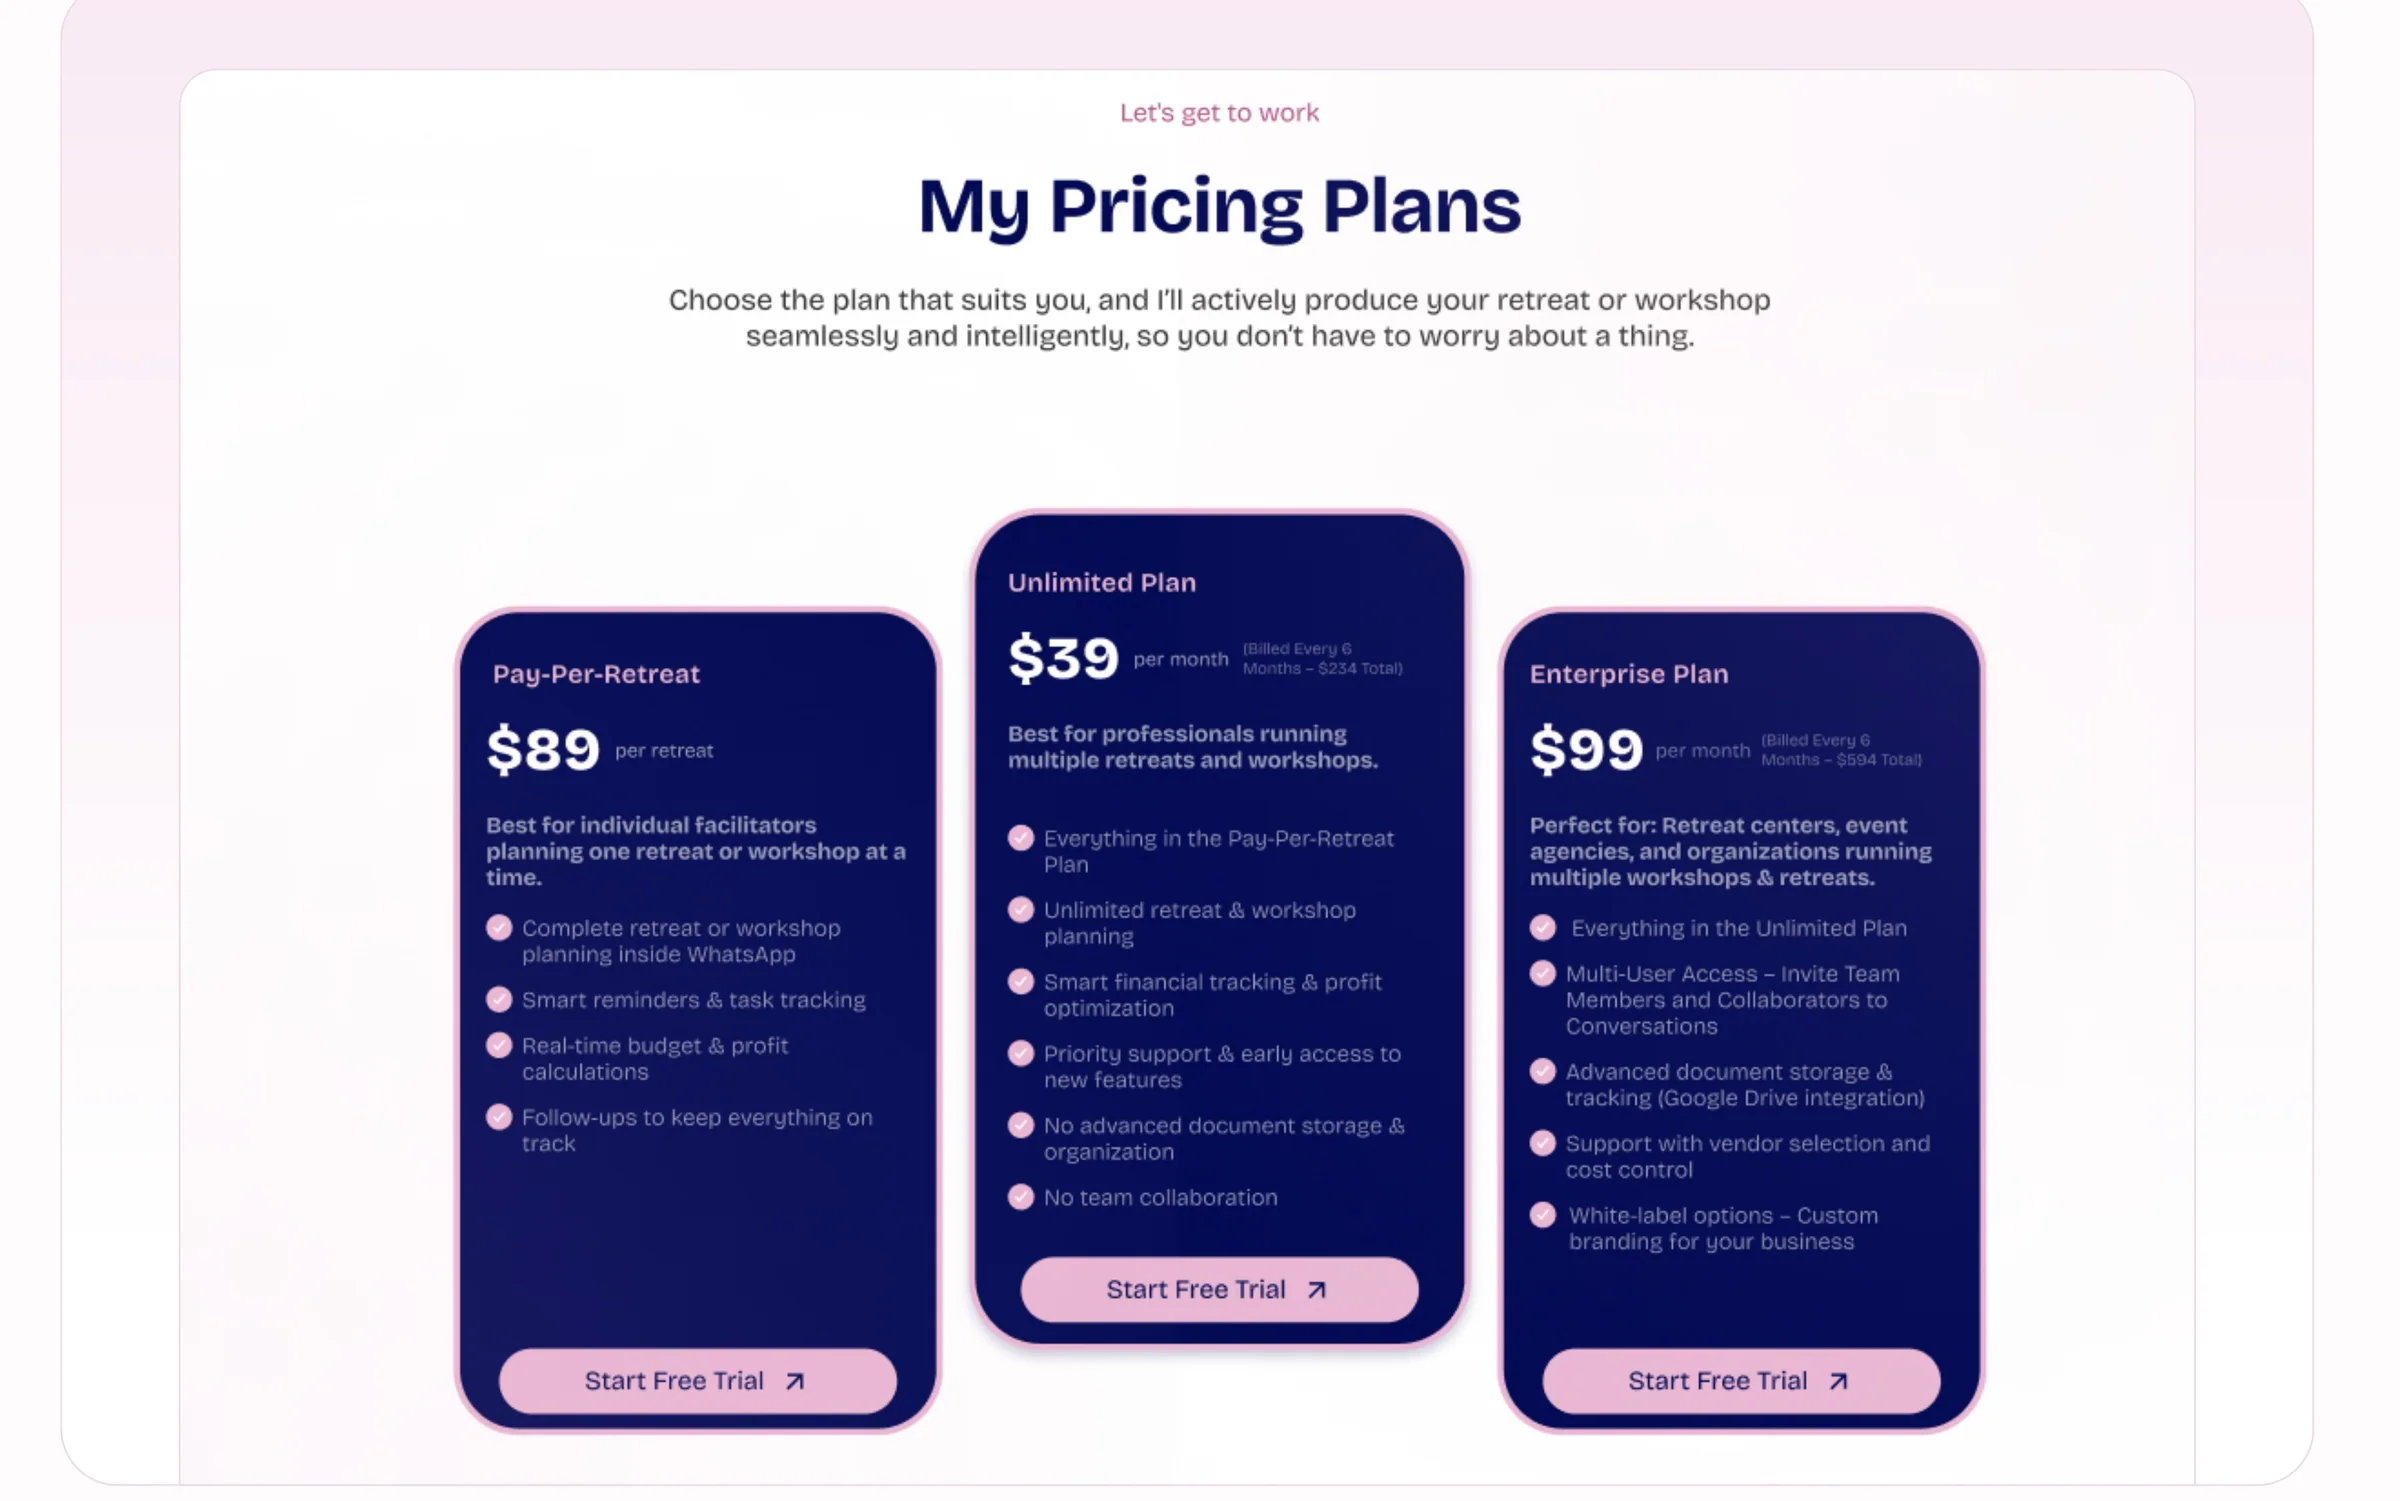 Let's get to work
My Pricing Plans
Choose the plan that suits you, and I'll actively produce your retreat or workshop
seamlessly and intelligently, so you don't have to worry about a thing.
Pay-Per-Retreat
$89 per retreat
Best for individual facilitators
planning one retreat or workshop at a
time.
Complete retreat or workshop
planning inside WhatsApp
Smart reminders & task tracking
Real-time budget & profit
calculations
Follow-ups to keep everything on
track
Start Free Trial
Unlimited Plan
$39 per month (Billed Every 6
Months – $234 Total)
Best for professionals running
multiple retreats and workshops.
Everything in the Pay-Per-Retreat
Plan
Unlimited retreat & workshop
planning
Smart financial tracking & profit
optimization
Priority support & early access to
new features
No advanced document storage &
organization
No team collaboration
Start Free Trial
Enterprise Plan
$99 per month (Billed Every 6
Months – $594 Total)
Perfect for: Retreat centers, event
agencies, and organizations running
multiple workshops & retreats.
Everything in the Unlimited Plan
Multi-User Access – Invite Team
Members and Collaborators to
Conversations
Advanced document storage &
tracking (Google Drive integration)
Support with vendor selection and
cost control
White-label options – Custom
branding for your business
Start Free Trial